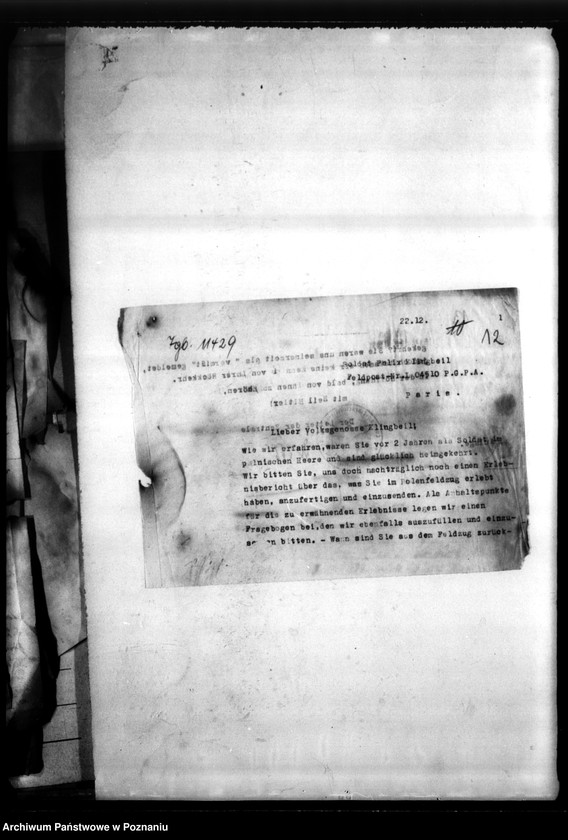 22.12. 1
Zgb. 11429
10 12
Soldat Felix Klingbeil
Feldpost-Nr.L 04510 P.G.P.A.
Paris.
Lieber Volksgenosse Klingbeil;
Wie wir erfahren, waren Sie vor 2 Jahren als Soldat im
polnischen Heere und sind glücklich heimgekehrt.
Wir bitten Sie, uns doch nachträglich noch einen Erleb-
nisbericht über das, was Sie im Polenfeldzug erlebt
haben, anzufertigen und einzusenden. Als Anhaltspunkte
für die zu erwähnenden Erlebnisse legen wir einen
Fragebogen bei, den wir ebenfalls auszufüllen und einzu-
bitten. - Wann sind Sie aus dem Feldzug zurück-
Archiwum Państwowe w Poznaniu